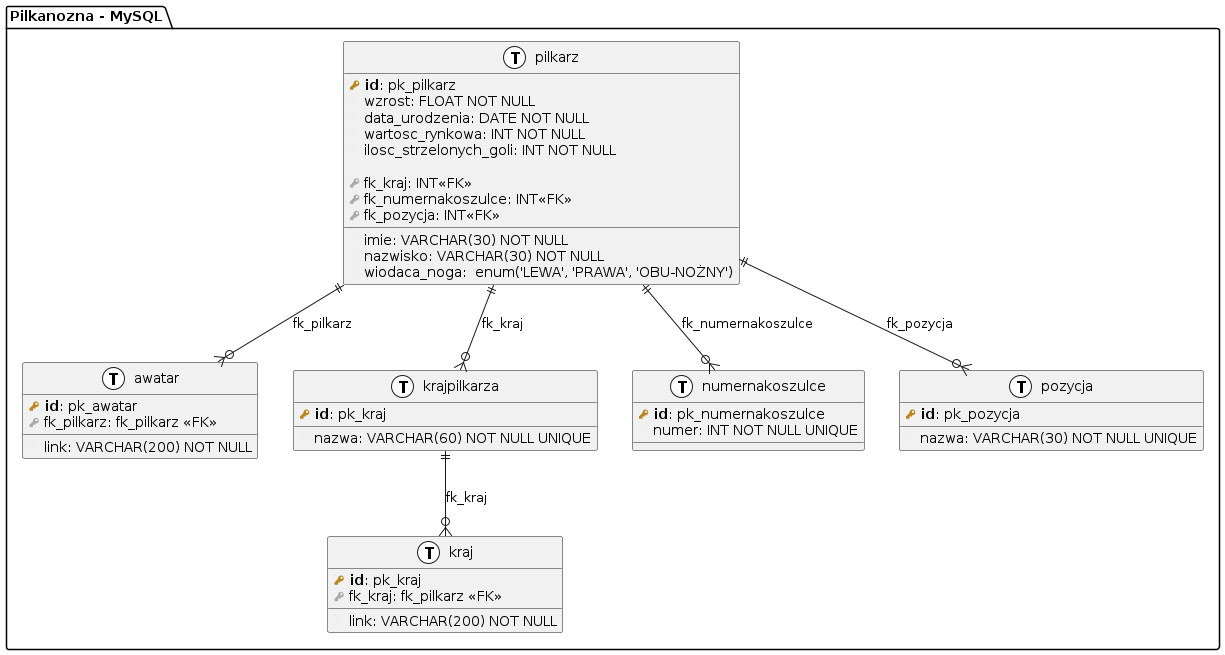 Pilkanozna - MySQL
T pilkarz
id: pk_pilkarz
wzrost: FLOAT NOT NULL
data_urodzenia: DATE NOT NULL
wartosc_rynkowa: INT NOT NULL
ilosc_strzelonych_goli: INT NOT NULL
fk_kraj: INT«FK»
fk_numernakoszulce: INT«FK»
fk_pozycja: INT«FK»
imie: VARCHAR(30) NOT NULL
nazwisko: VARCHAR(30) NOT NULL
wiodaca_noga:  enum('LEWA', 'PRAWA', 'OBU-NOŻNY')
fk_pilkarz
fk_kraj
fk_numernakoszulce
fk_pozycja
T awatar
id: pk_awatar
fk_pilkarz: fk_pilkarz «FK»
link: VARCHAR(200) NOT NULL
T krajpilkarza
id: pk_kraj
nazwa: VARCHAR(60) NOT NULL UNIQUE
T numernakoszulce
id: pk_numernakoszulce
numer: INT NOT NULL UNIQUE
T pozycja
id: pk_pozycja
nazwa: VARCHAR(30) NOT NULL UNIQUE
fk_kraj
T kraj
id: pk_kraj
fk_kraj: fk_pilkarz «FK»
link: VARCHAR(200) NOT NULL